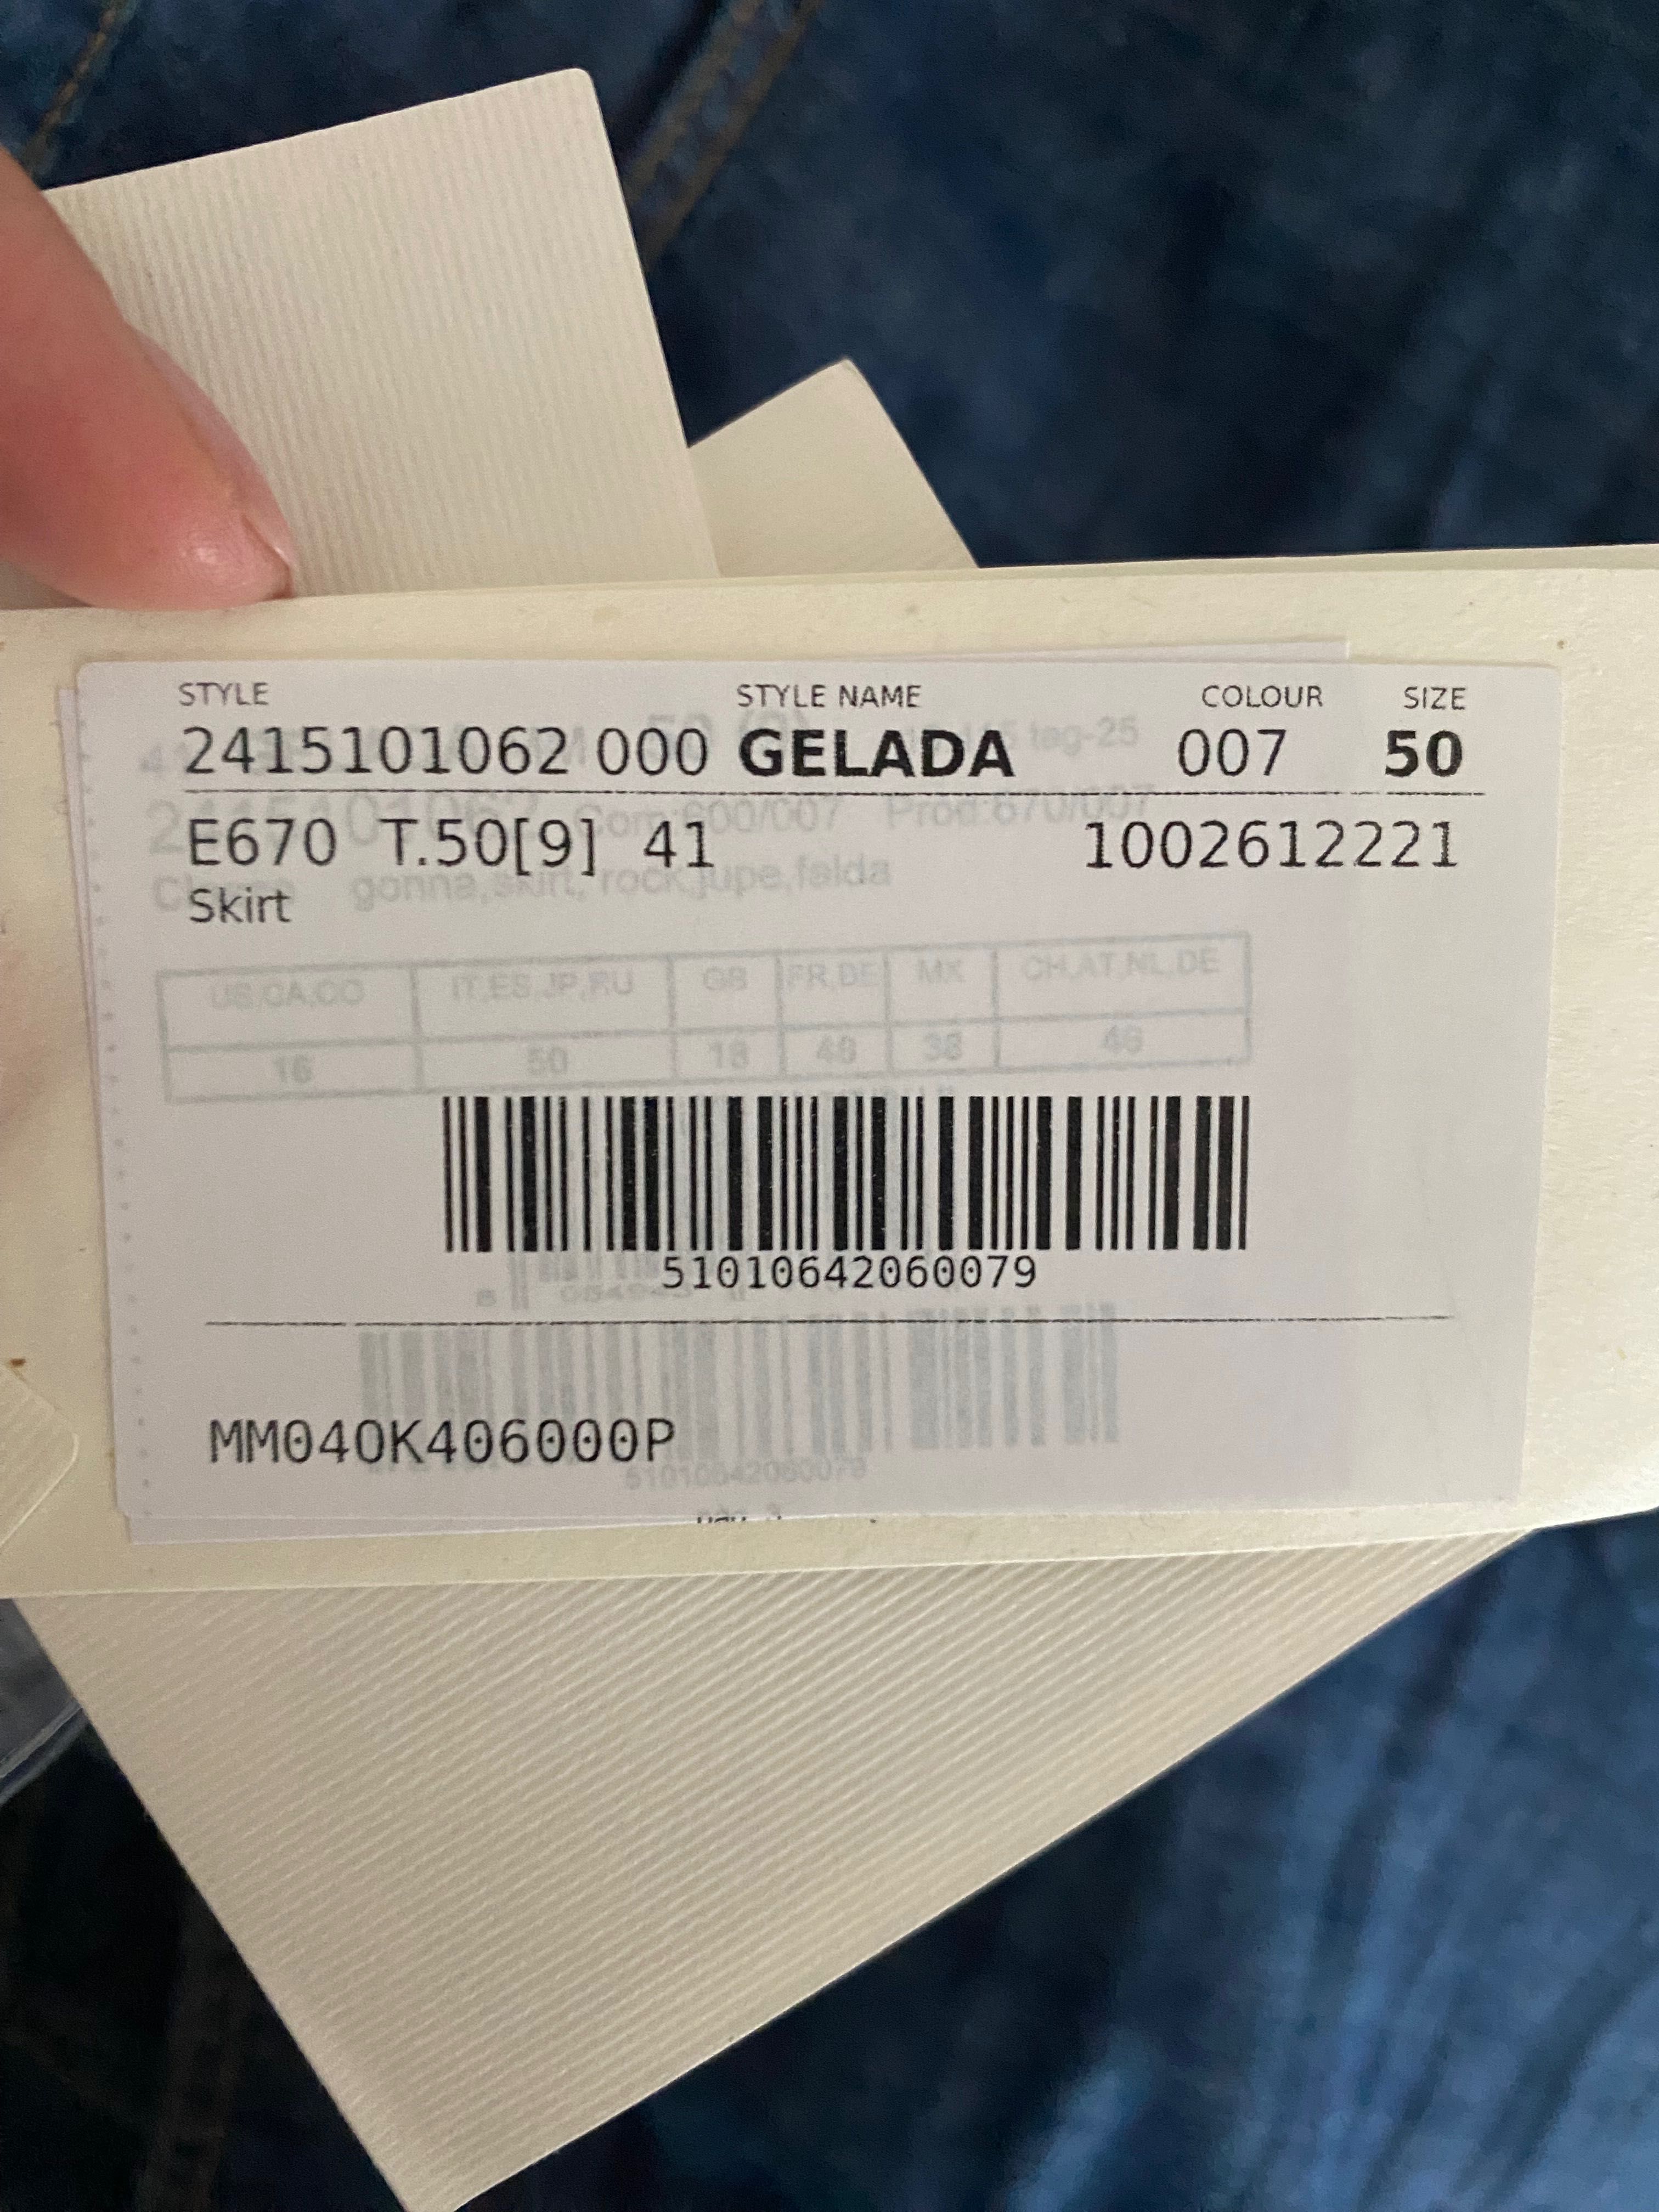 STYLE STYLE NAME COLOUR SIZE
2415101062 000 GELADA 007 50
E670 T.50[9] 41 1002612221
Skirt
gonna,skirt, rock,jupe,falda
US,CA,CO IT,ES,JP,RU GB FR,DE MX CH,AT,NL,DE
16 50 18 48 38 46
51010642060079
MM040K406000P
51010642060079